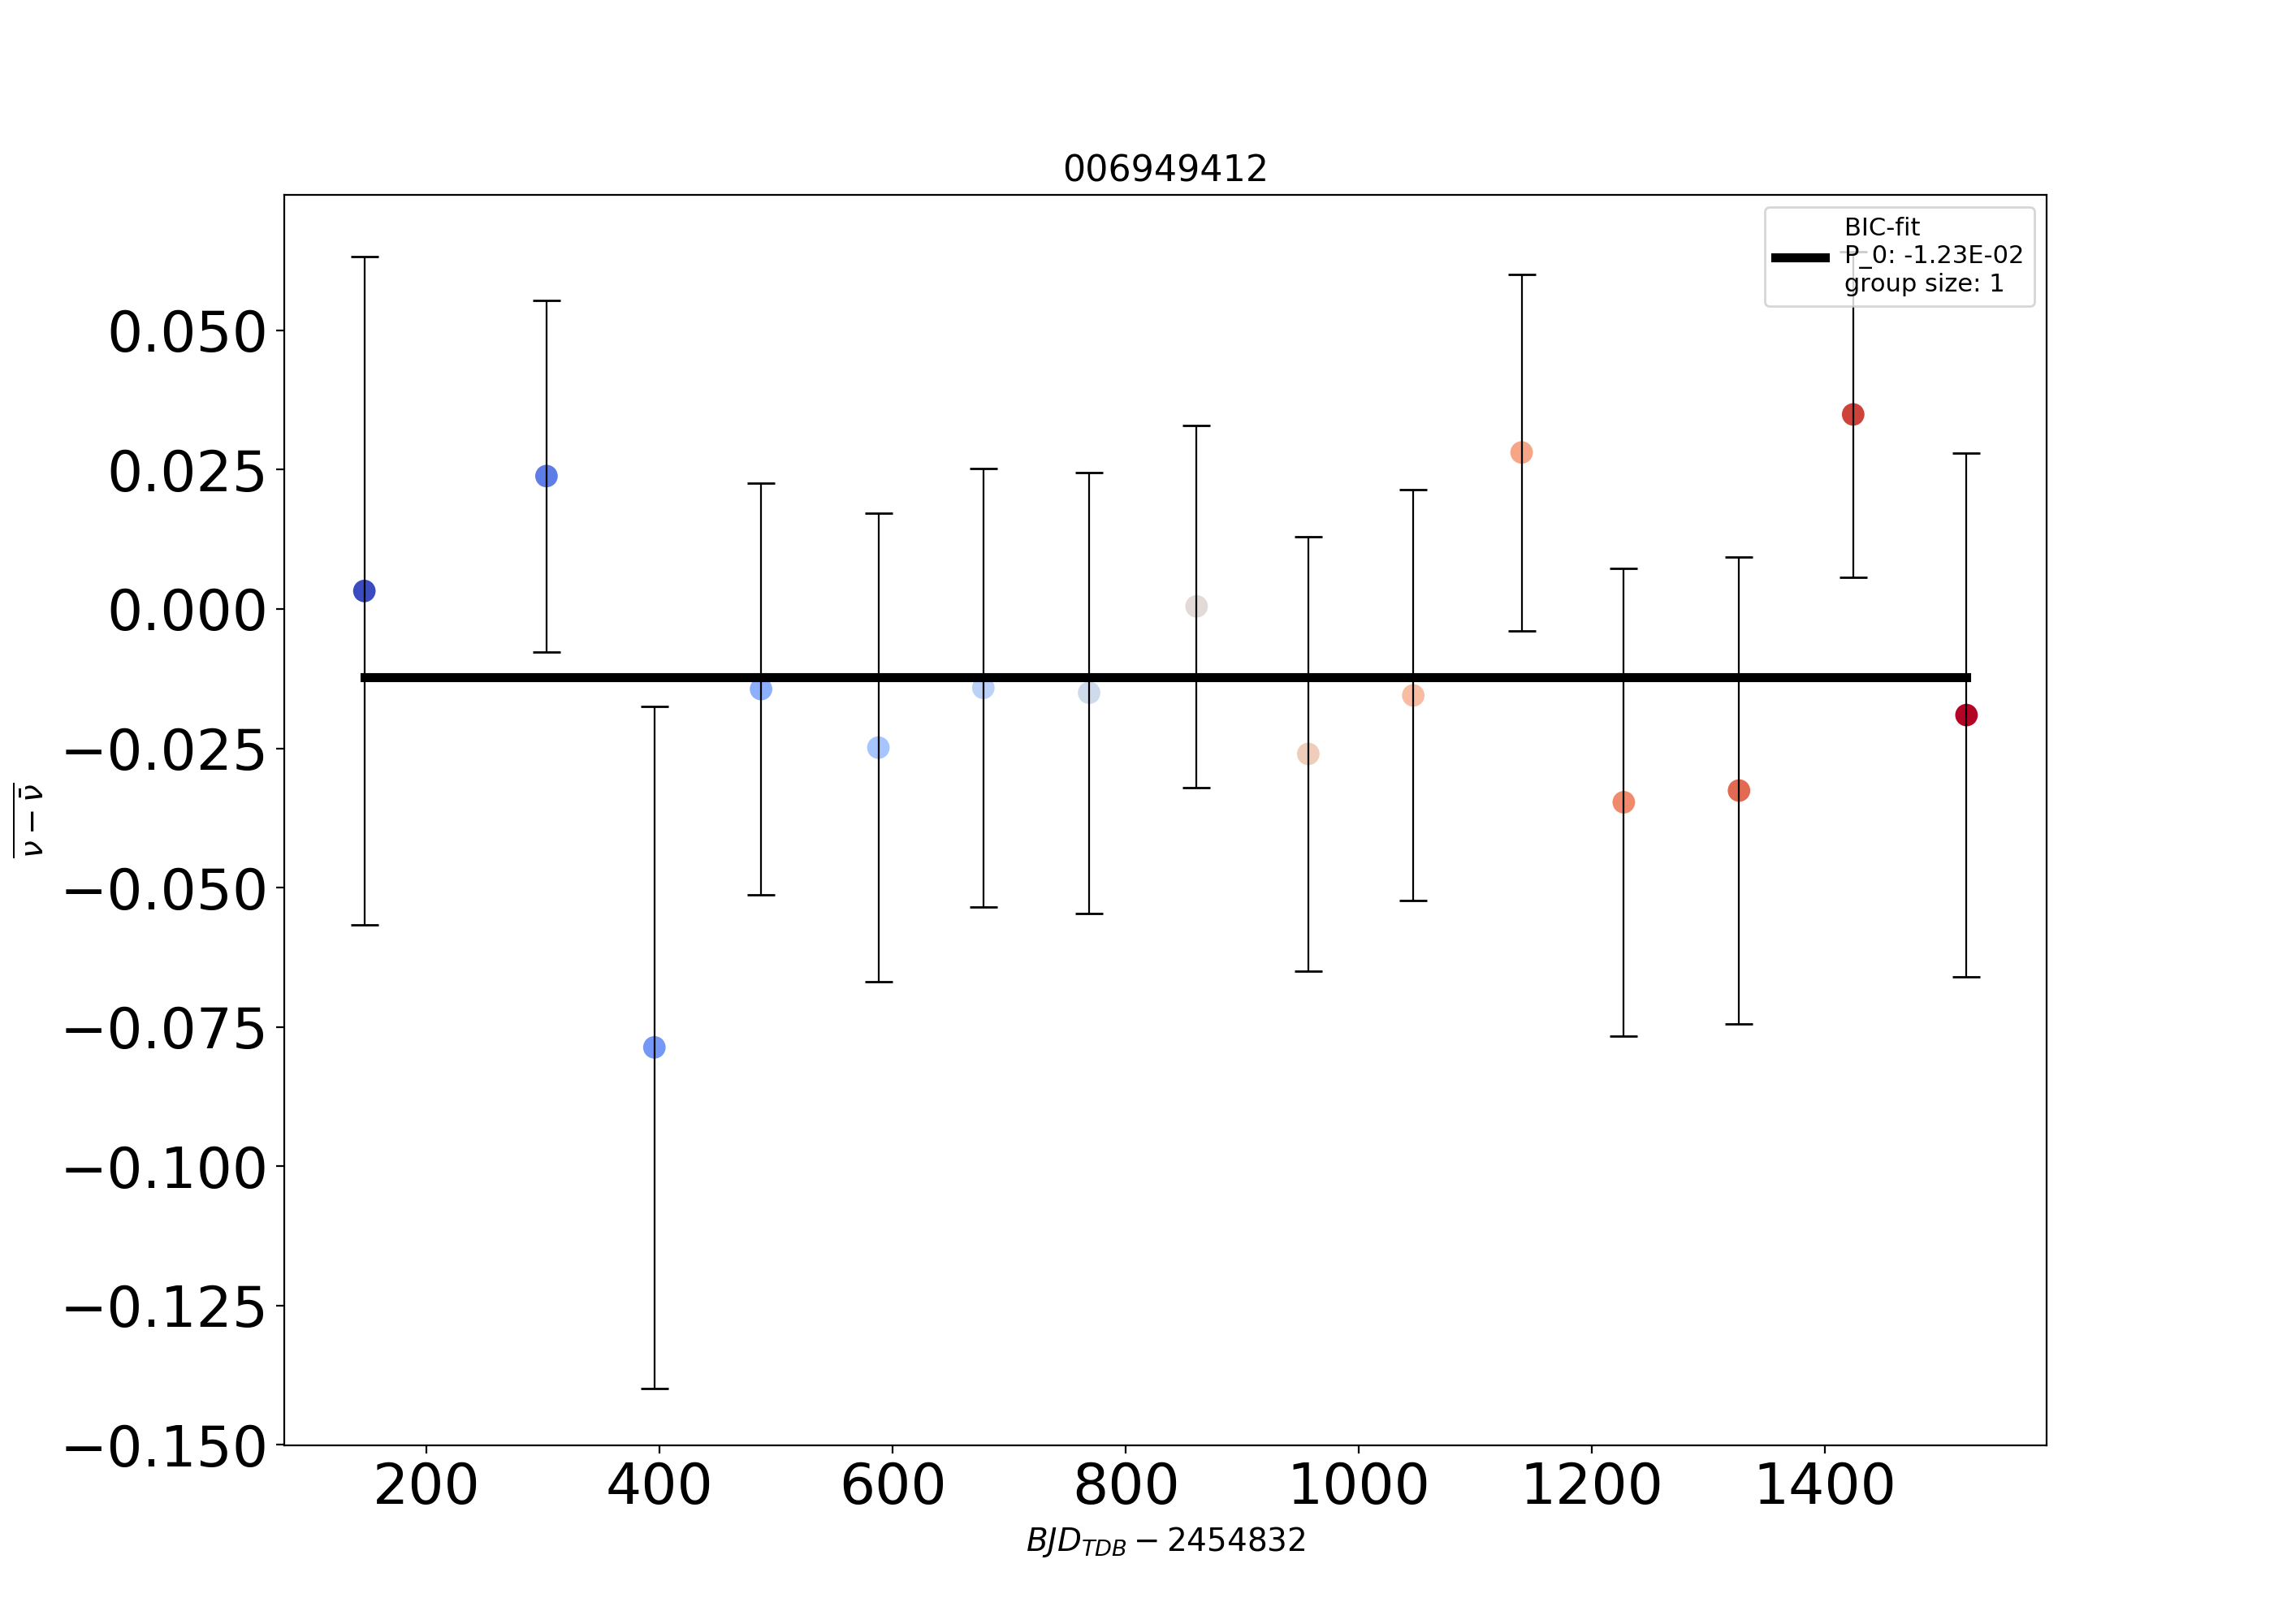 006949412
BIC-fit
P_0: -1.23E-02
group size: 1
0.050
0.025
0.000
−0.025
−0.050
−0.075
−0.100
−0.125
−0.150
ν − ν̄
200 400 600 800 1000 1200 1400
BJD_TDB − 2454832